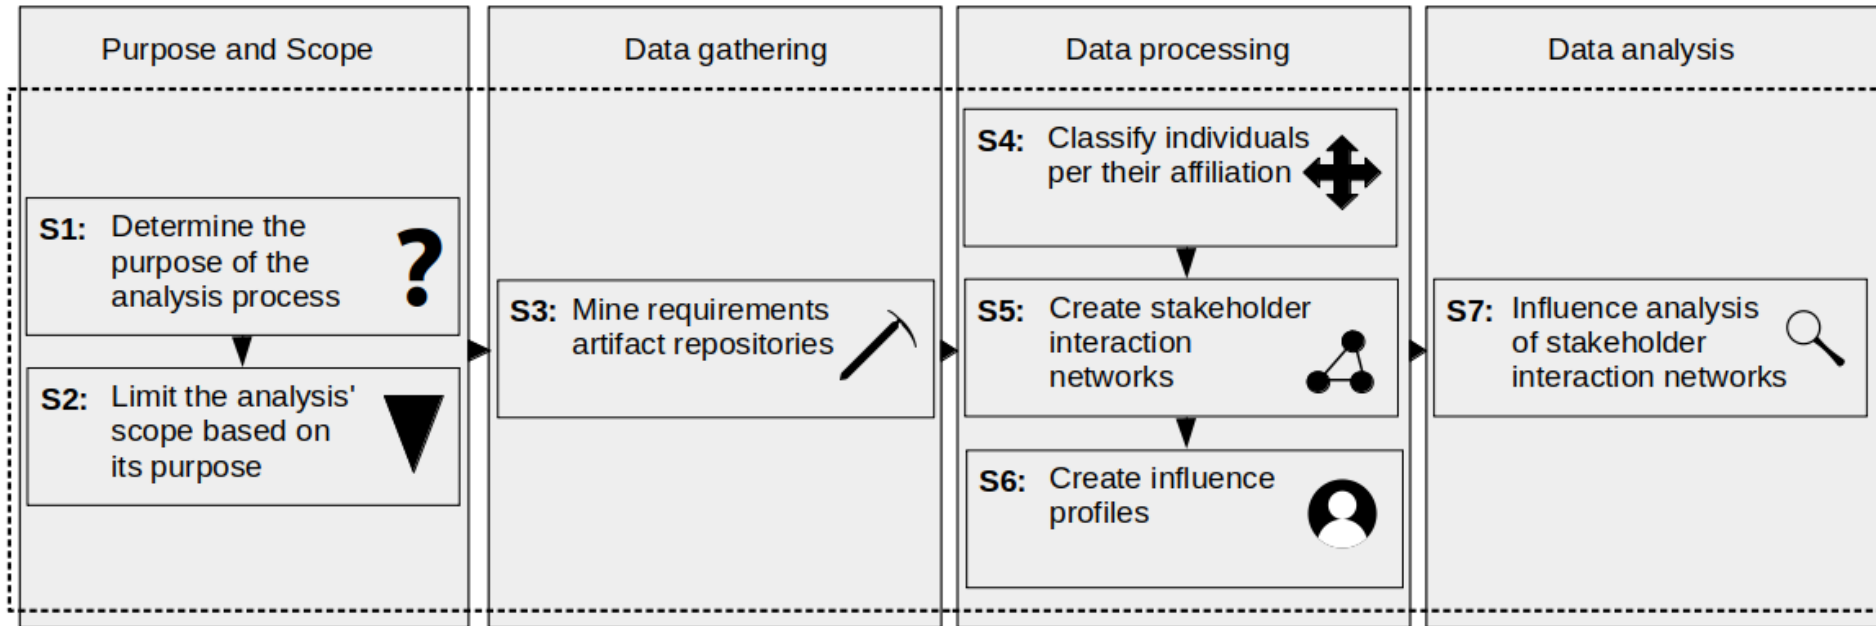 Purpose and Scope
Data gathering
Data processing
Data analysis
S1: Determine the
purpose of the
analysis process
S2: Limit the analysis'
scope based on
its purpose
S3: Mine requirements
artifact repositories
S4: Classify individuals
per their affiliation
S5: Create stakeholder
interaction
networks
S6: Create influence
profiles
S7: Influence analysis
of stakeholder
interaction networks